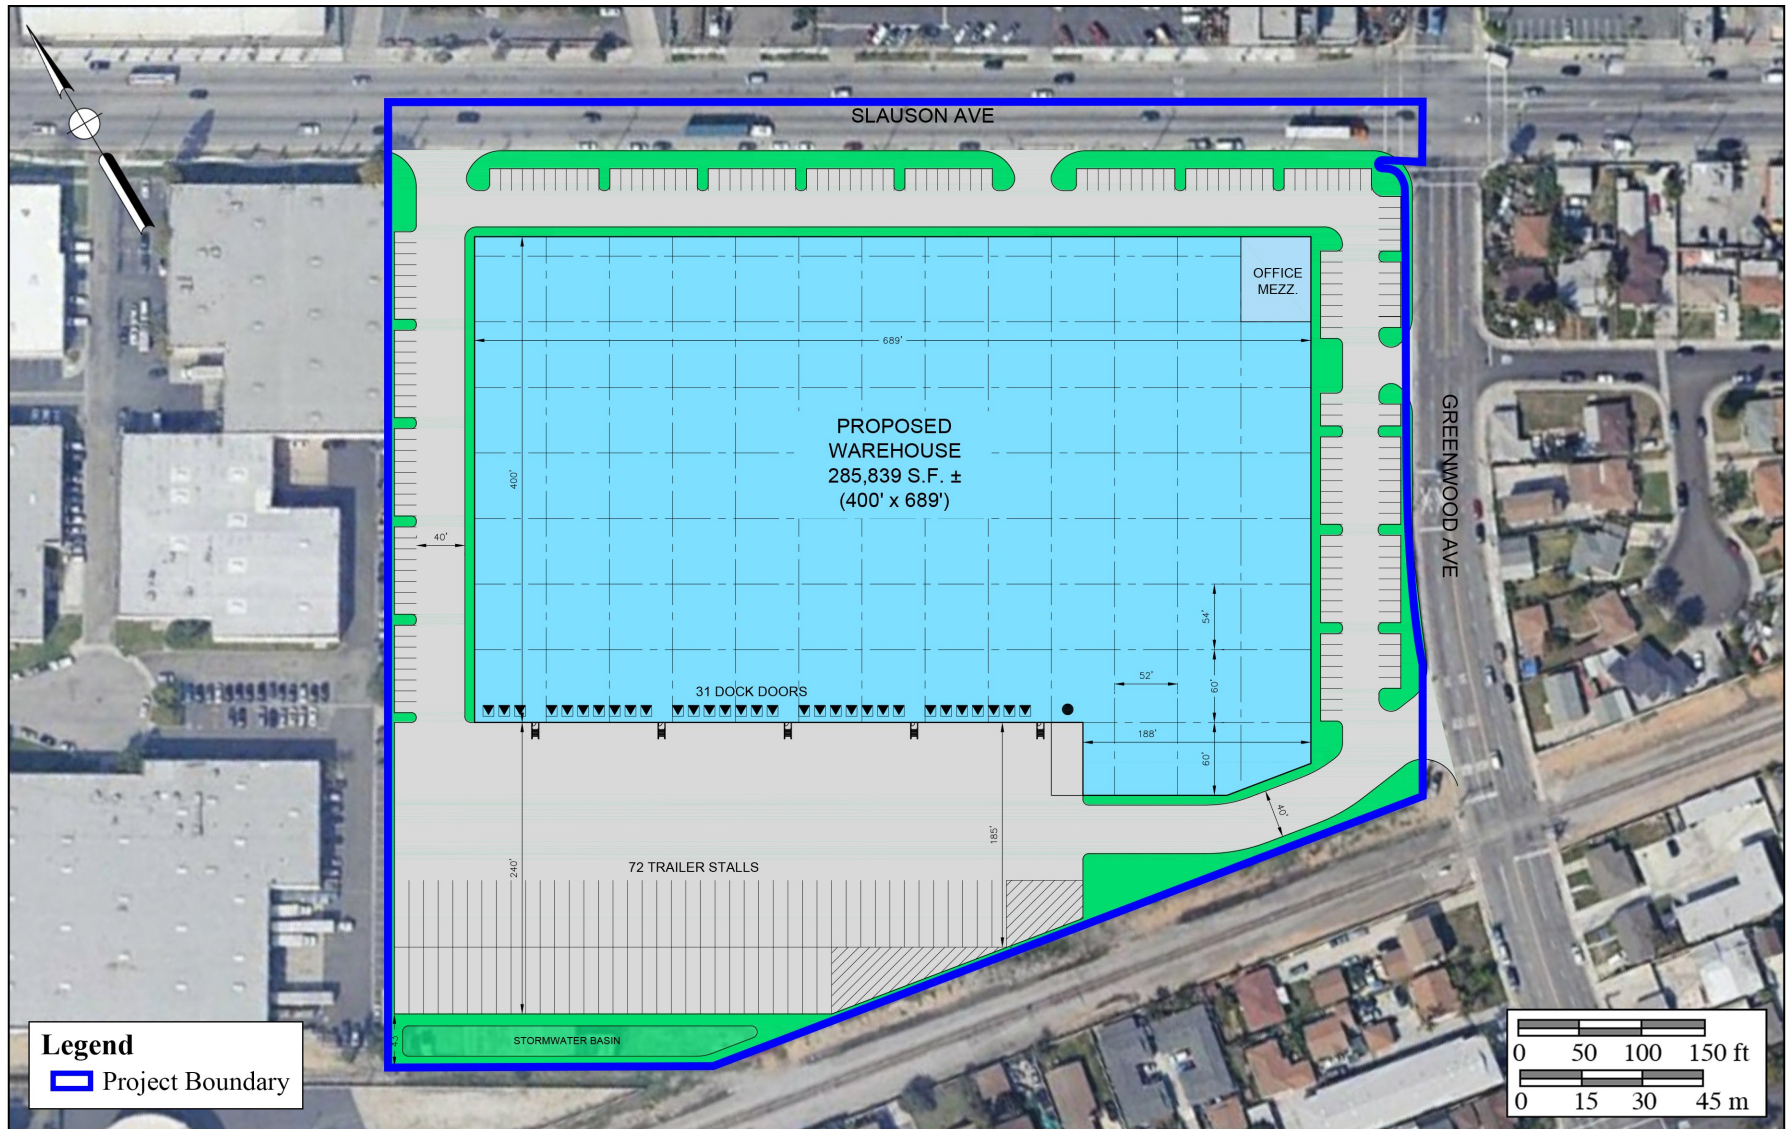 SLAUSON AVE
OFFICE
MEZZ.
689'
400'
PROPOSED
WAREHOUSE
285,839 S.F. ±
(400' x 689')
GREENWOOD AVE
40'
54'
52'
60'
31 DOCK DOORS
188'
60'
40'
185'
240'
72 TRAILER STALLS
STORMWATER BASIN
Legend
Project Boundary
0 50 100 150 ft
0 15 30 45 m